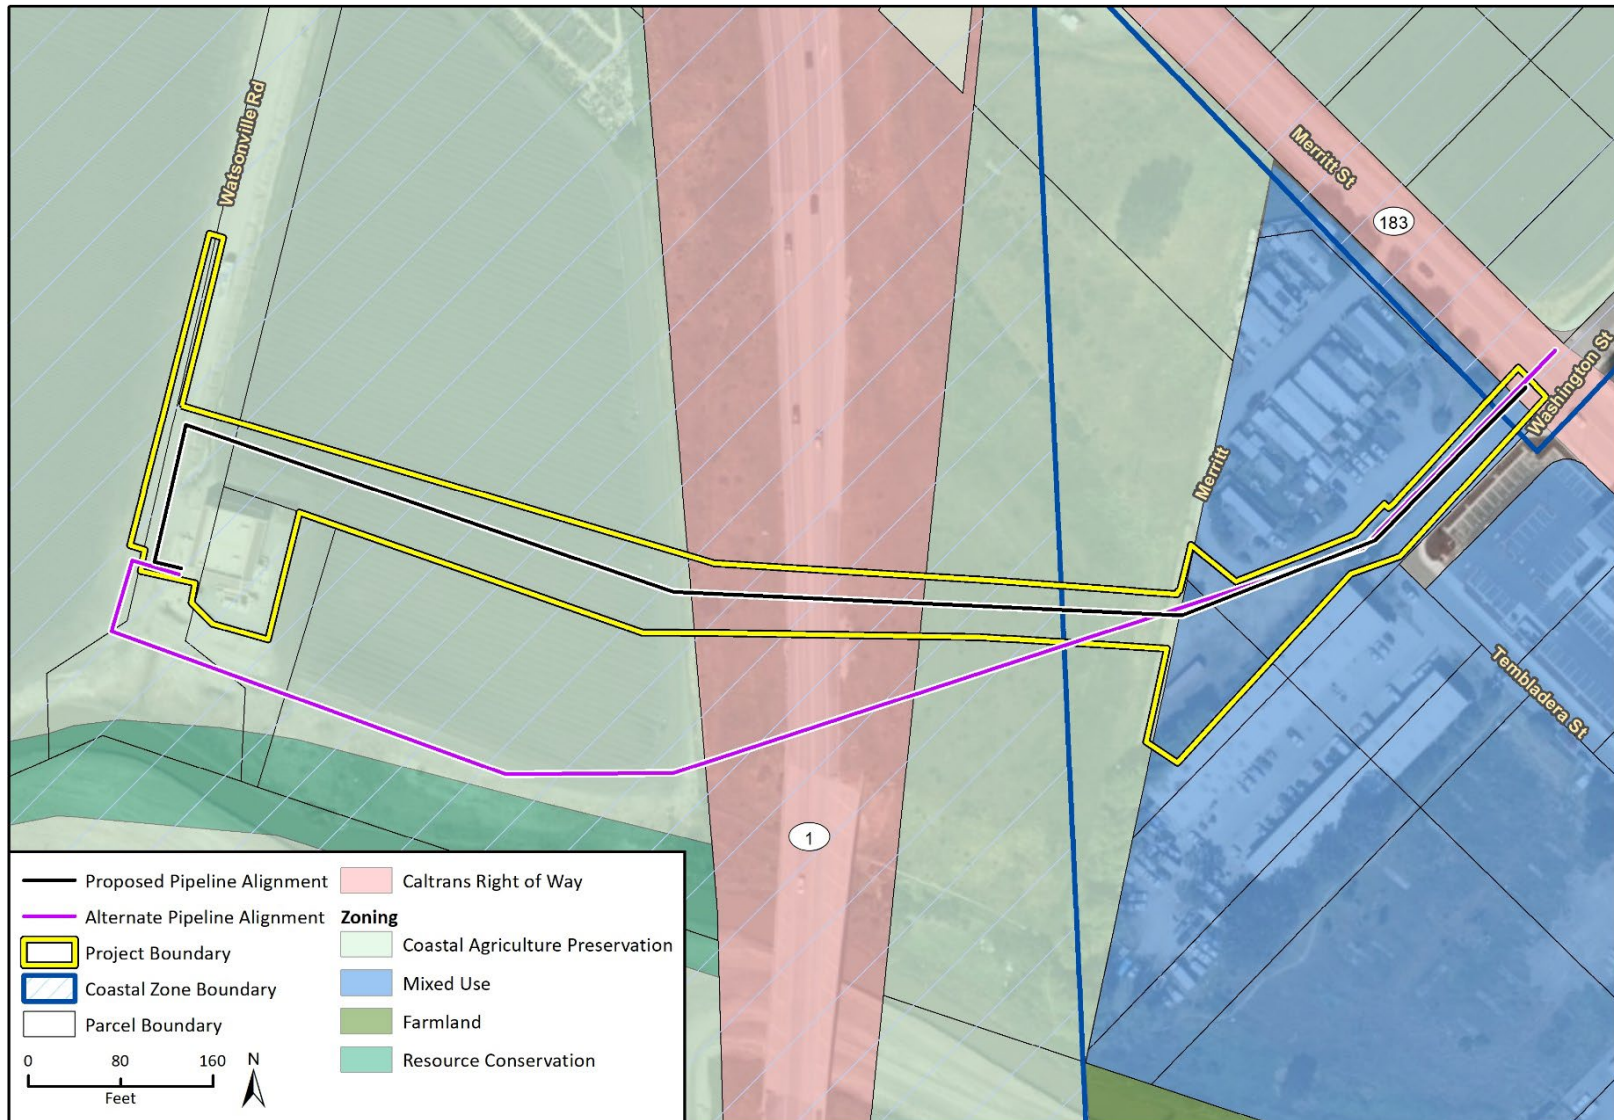 Watsonville Rd
Merritt St
183
Washington St
Merritt
Tembladera St
1
Proposed Pipeline Alignment
Alternate Pipeline Alignment
Project Boundary
Coastal Zone Boundary
Parcel Boundary
0 80 160
Feet
N
Caltrans Right of Way
Zoning
Coastal Agriculture Preservation
Mixed Use
Farmland
Resource Conservation